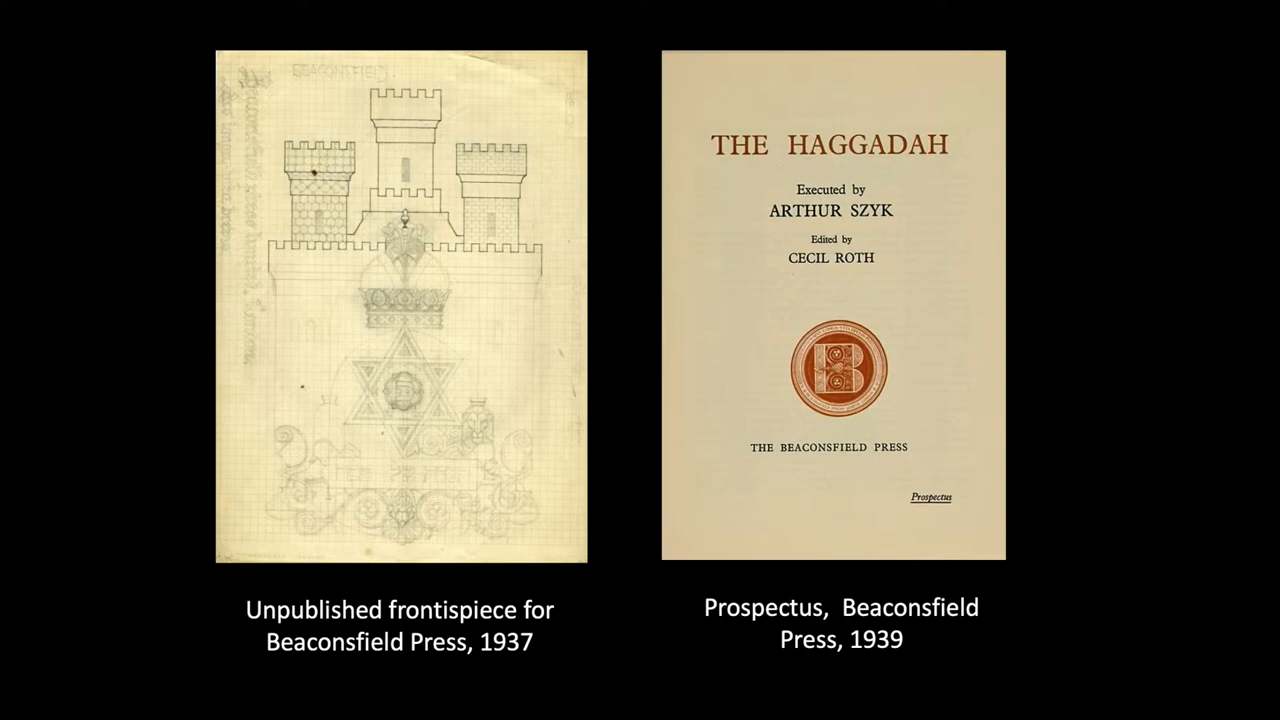 BEACONSFIELD
Unpublished frontispiece for
Beaconsfield Press, 1937
THE HAGGADAH
Executed by
ARTHUR SZYK
Edited by
CECIL ROTH
B
THE BEACONSFIELD PRESS
Prospectus
Prospectus, Beaconsfield
Press, 1939